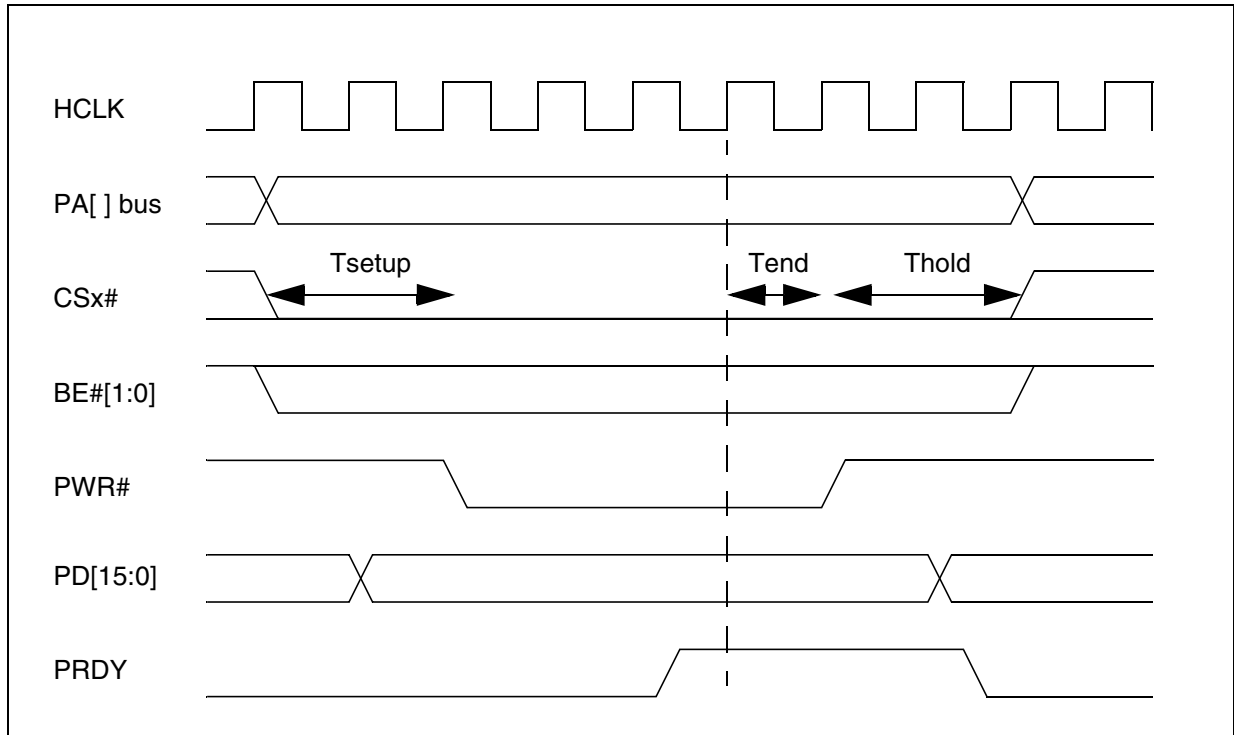 HCLK
PA[ ] bus
Tsetup
Tend
Thold
CSx#
BE#[1:0]
PWR#
PD[15:0]
PRDY